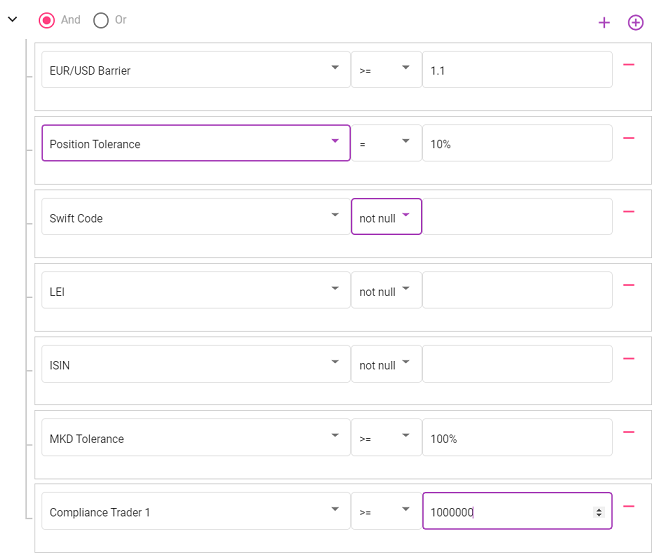 And Or
EUR/USD Barrier >= 1.1
Position Tolerance = 10%
Swift Code not null
LEI not null
ISIN not null
MKD Tolerance >= 100%
Compliance Trader 1 >= 1000000